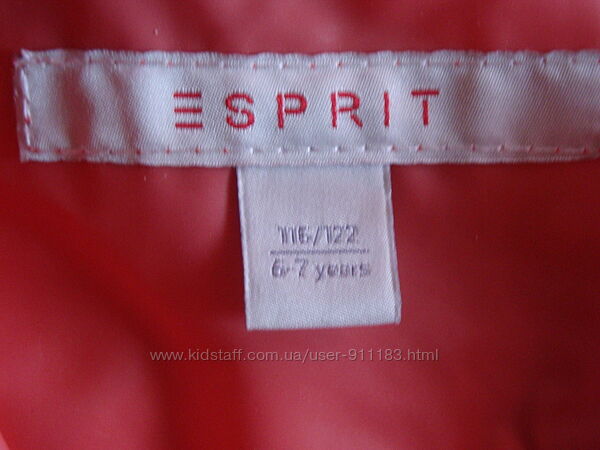 ESPRIT
116/122
6-7 years
www.kidstaff.com.ua/user-911183.html